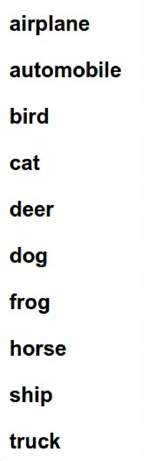 airplane
automobile
bird
cat
deer
dog
frog
horse
ship
truck